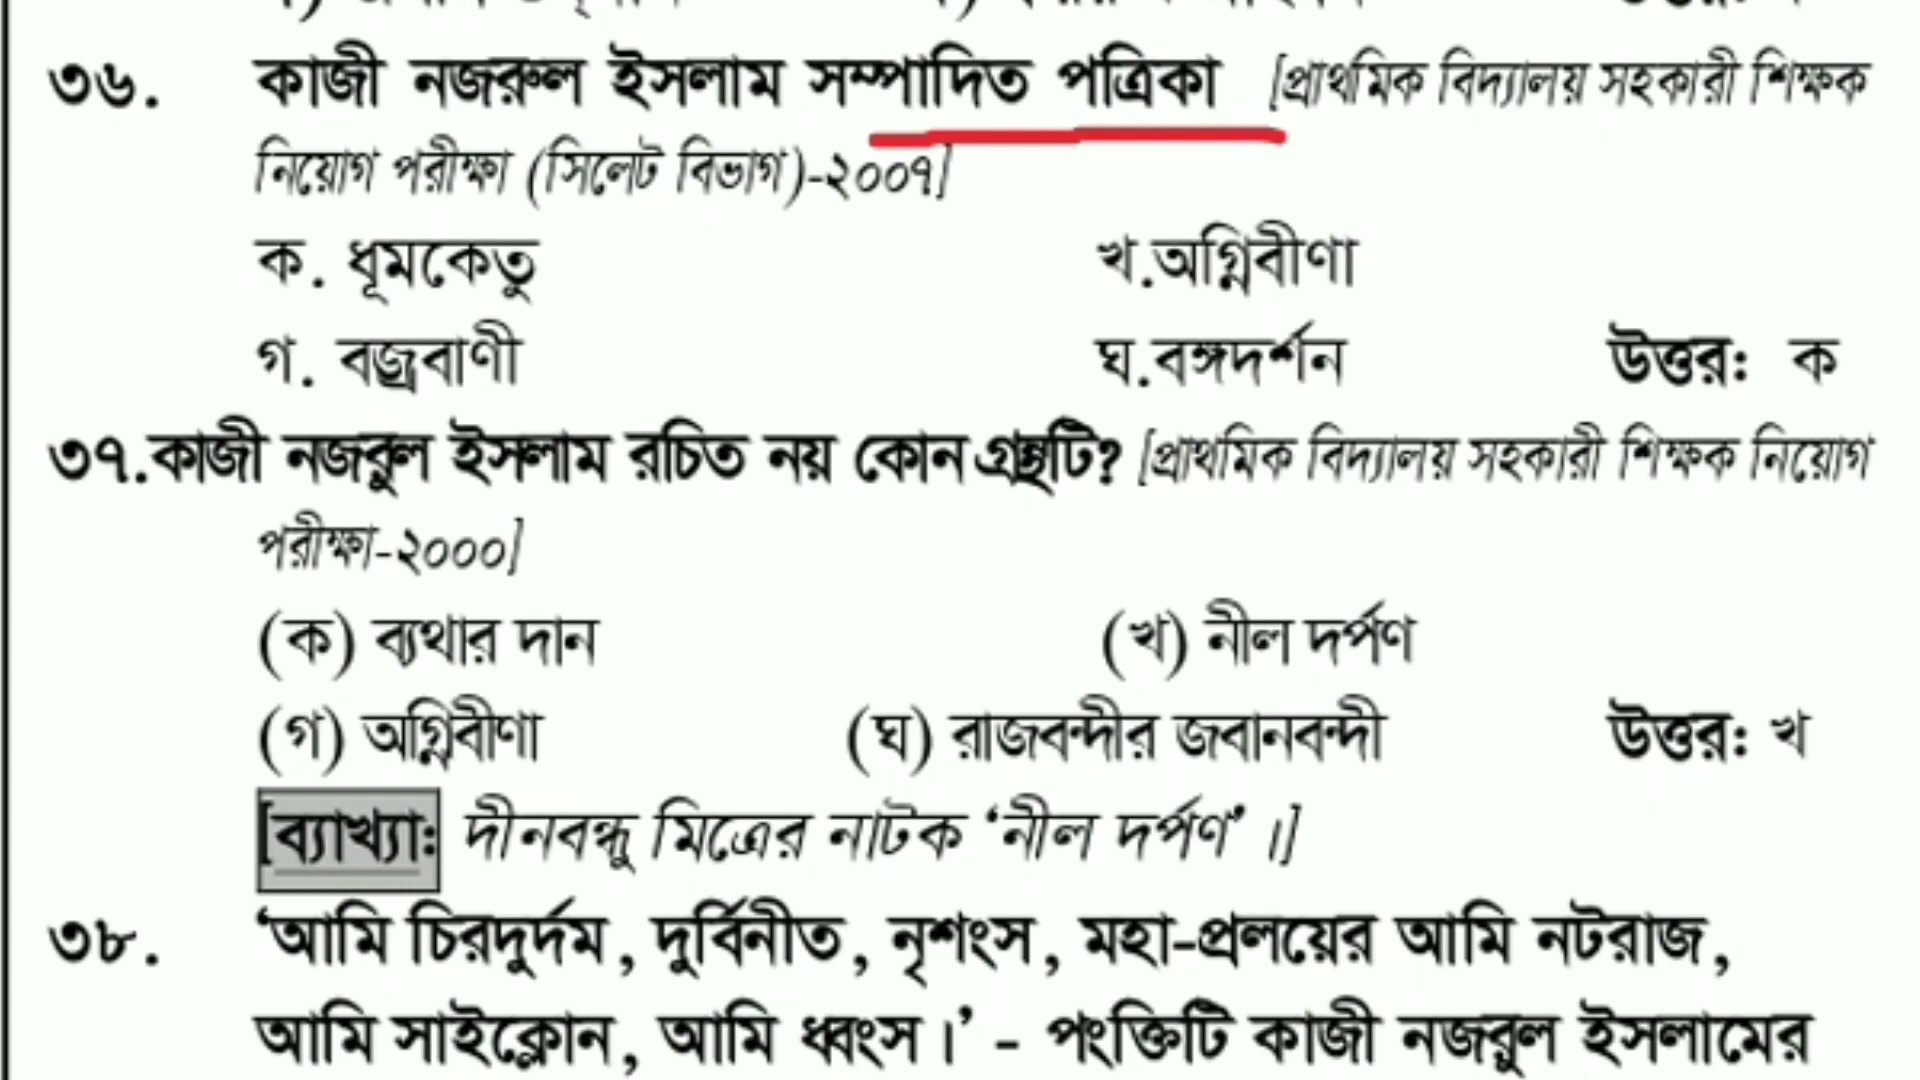 ৩৬. কাজী নজরুল ইসলাম সম্পাদিত পত্রিকা [প্রাথমিক বিদ্যালয় সহকারী শিক্ষক
নিয়োগ পরীক্ষা (সিলেট বিভাগ)-২০০৭]
ক. ধূমকেতু খ.অগ্নিবীণা
গ. বজ্রবাণী ঘ.বঙ্গদর্শন উত্তর: ক
৩৭.কাজী নজরুল ইসলাম রচিত নয় কোন গ্রন্থটি? [প্রাথমিক বিদ্যালয় সহকারী শিক্ষক নিয়োগ
পরীক্ষা-২০০০]
(ক) ব্যথার দান (খ) নীল দর্পণ
(গ) অগ্নিবীণা (ঘ) রাজবন্দীর জবানবন্দী উত্তর: খ
[ব্যাখ্যা: দীনবন্ধু মিত্রের নাটক ‘নীল দর্পণ’ ।]
৩৮. ‘আমি চিরদুর্দম, দুর্বিনীত, নৃশংস, মহা-প্রলয়ের আমি নটরাজ,
আমি সাইক্লোন, আমি ধ্বংস।’ - পংক্তিটি কাজী নজরুল ইসলামের